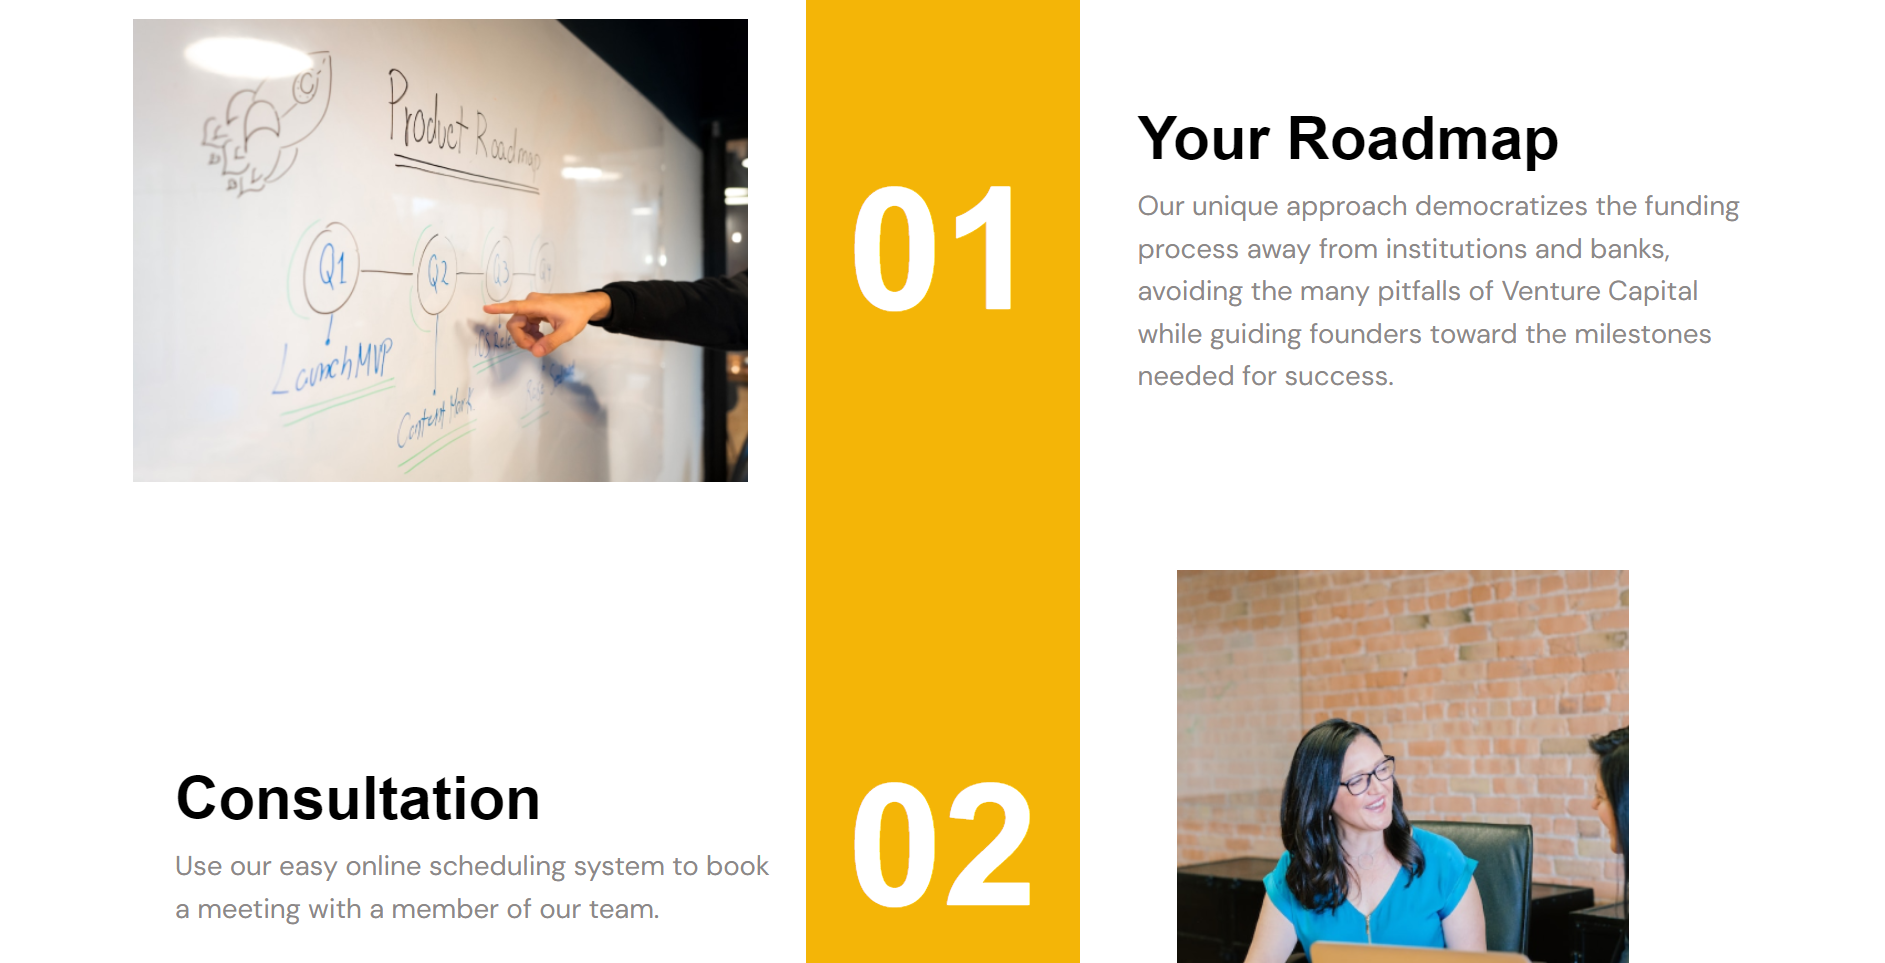 Product Roadmap
Q1
Q2
Q3
Q4
Launch MVP
Content Mark
01
Your Roadmap
Our unique approach democratizes the funding
process away from institutions and banks,
avoiding the many pitfalls of Venture Capital
while guiding founders toward the milestones
needed for success.
Consultation
Use our easy online scheduling system to book
a meeting with a member of our team.
02